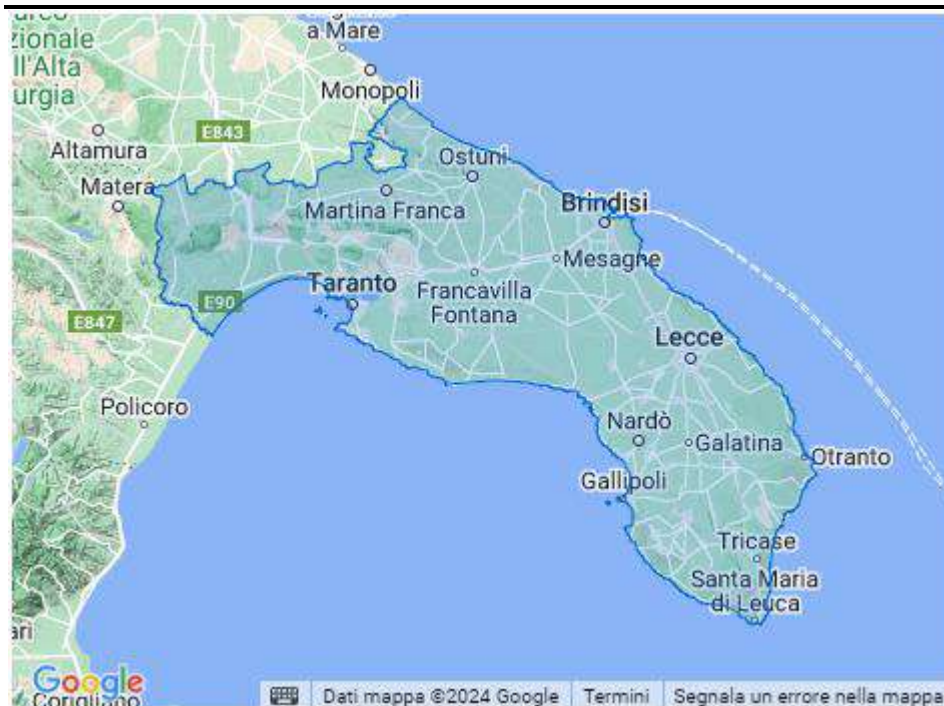 a Mare
Monopoli
zionale
ll'Alta
urgia
E843
Altamura
Ostuni
Matera
Martina Franca
Brindisi
Mesagne
Taranto
Francavilla
Fontana
E90
E847
Lecce
Policoro
Nardò
Galatina
Otranto
Gallipoli
Tricase
Santa Maria
di Leuca
ari
Google
Corigliano
Dati mappa ©2024 Google
Termini
Segnala un errore nella mappa